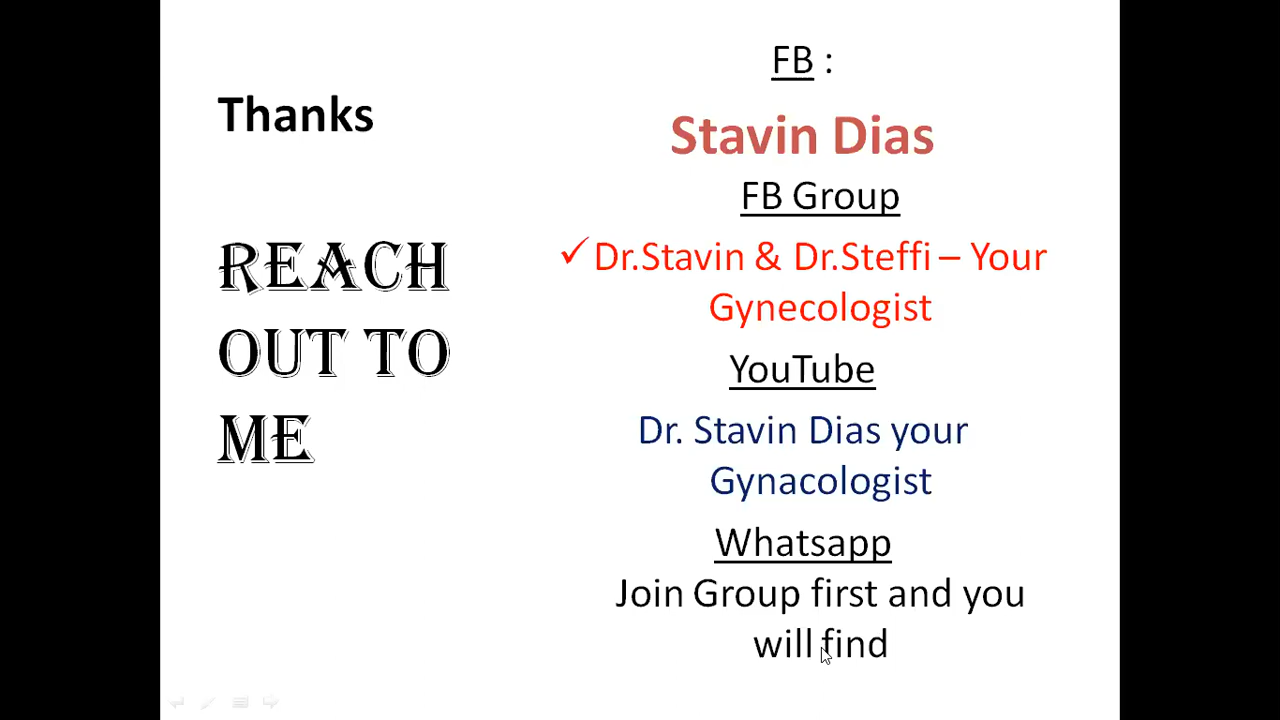 Thanks
REACH
OUT TO
ME
FB :
Stavin Dias
FB Group
✓Dr.Stavin & Dr.Steffi – Your
Gynecologist
YouTube
Dr. Stavin Dias your
Gynacologist
Whatsapp
Join Group first and you
will find